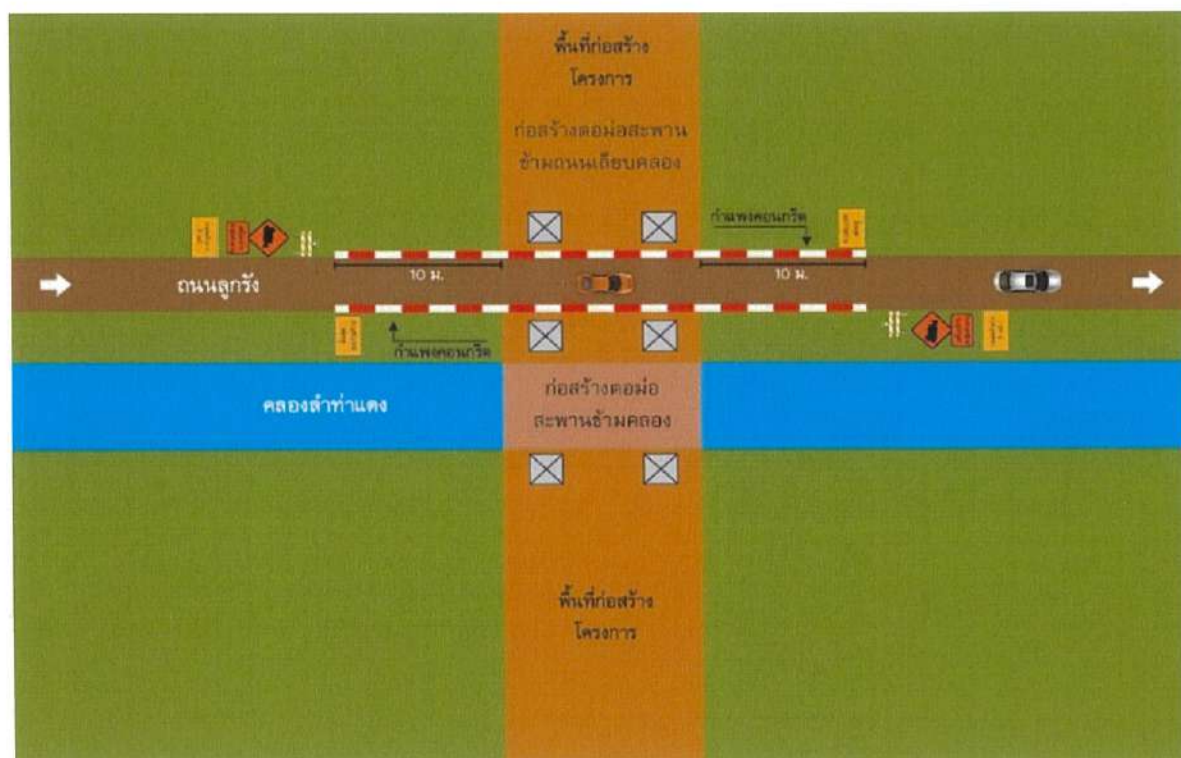 พื้นที่ก่อสร้าง
โครงการ
ก่อสร้างตอม่อสะพาน
ข้ามถนนเลียบคลอง
กำแพงคอนกรีต
10 ม.
10 ม.
ถนนลูกรัง
กำแพงคอนกรีต
คลองลำท่าแดง
ก่อสร้างตอม่อ
สะพานข้ามคลอง
พื้นที่ก่อสร้าง
โครงการ